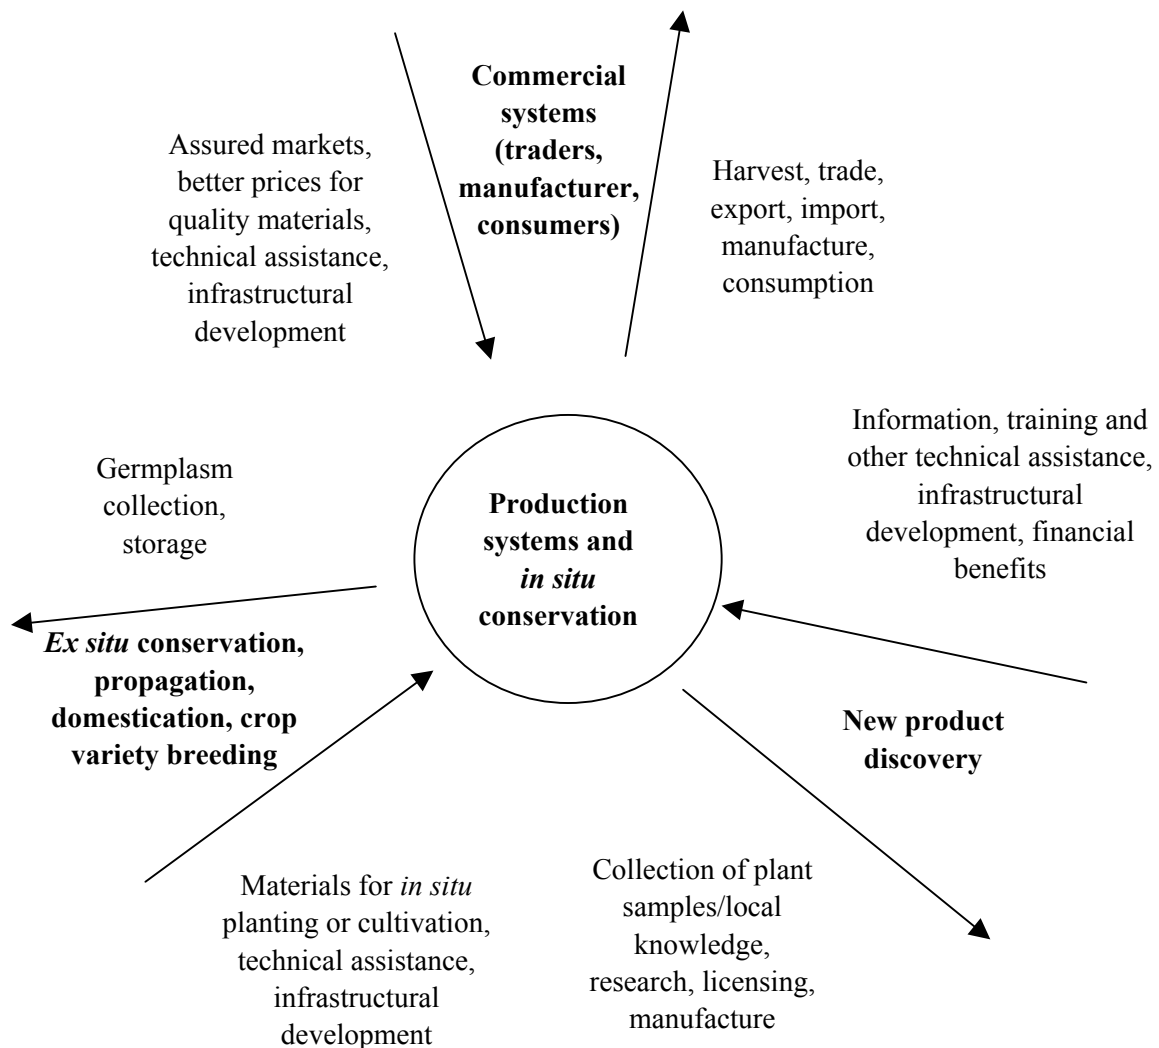 Commercial
systems
(traders,
manufacturer,
consumers)
Assured markets,
better prices for
quality materials,
technical assistance,
infrastructural
development
Harvest, trade,
export, import,
manufacture,
consumption
Germplasm
collection,
storage
Production
systems and
in situ
conservation
Information, training and
other technical assistance,
infrastructural
development, financial
benefits
Ex situ conservation,
propagation,
domestication, crop
variety breeding
New product
discovery
Materials for in situ
planting or cultivation,
technical assistance,
infrastructural
development
Collection of plant
samples/local
knowledge,
research, licensing,
manufacture